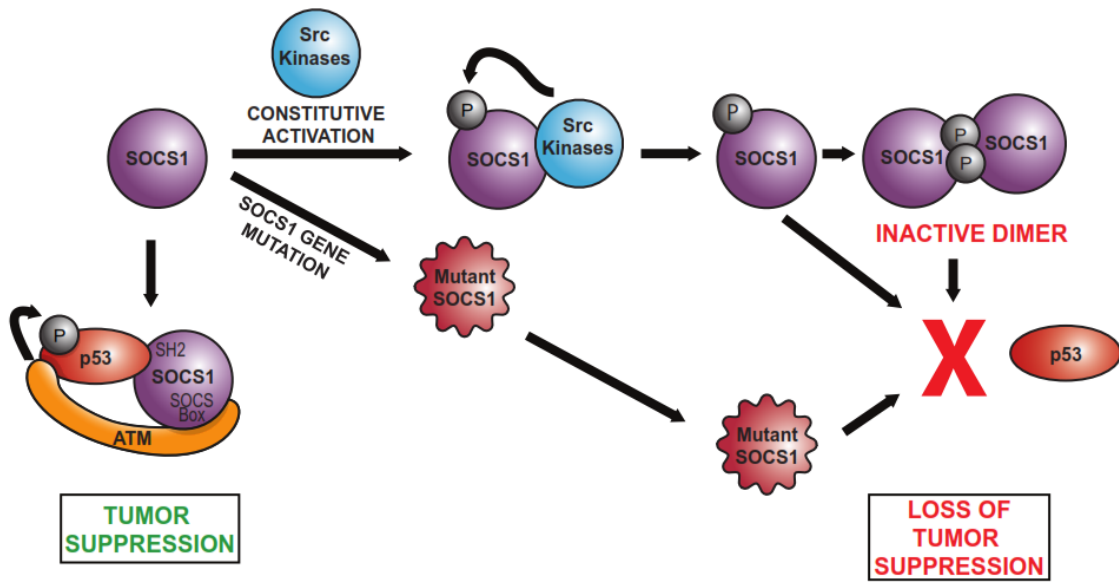 Src
Kinases
CONSTITUTIVE
ACTIVATION
SOCS1
P
SOCS1
Src
Kinases
P
SOCS1
SOCS1
P
P
SOCS1
SOCS1 GENE
MUTATION
Mutant
SOCS1
INACTIVE DIMER
P
p53
SH2
SOCS1
SOCS
Box
ATM
X
p53
Mutant
SOCS1
TUMOR
SUPPRESSION
LOSS OF
TUMOR
SUPPRESSION